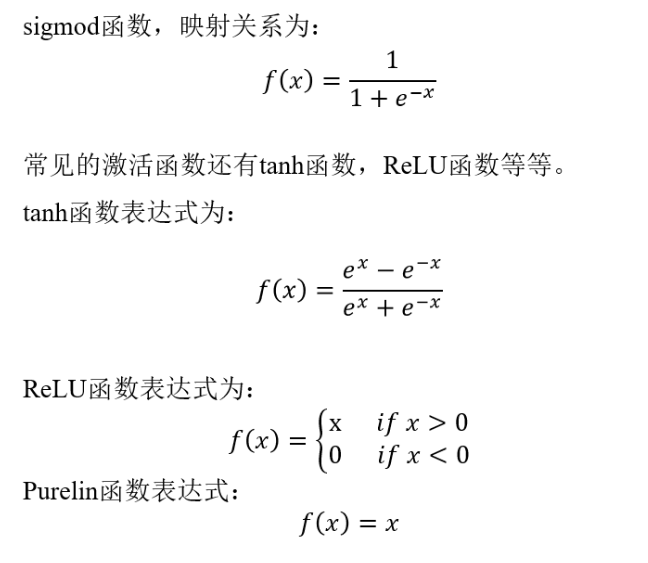 sigmod函数，映射关系为：
f(x) = \frac{1}{1 + e^{-x}}
常见的激活函数还有tanh函数，ReLU函数等等。
tanh函数表达式为：
f(x) = \frac{e^{x} - e^{-x}}{e^{x} + e^{-x}}
ReLU函数表达式为：
f(x) = \begin{cases} x & if x > 0 \\ 0 & if x < 0 \end{cases}
Purelin函数表达式：
f(x) = x